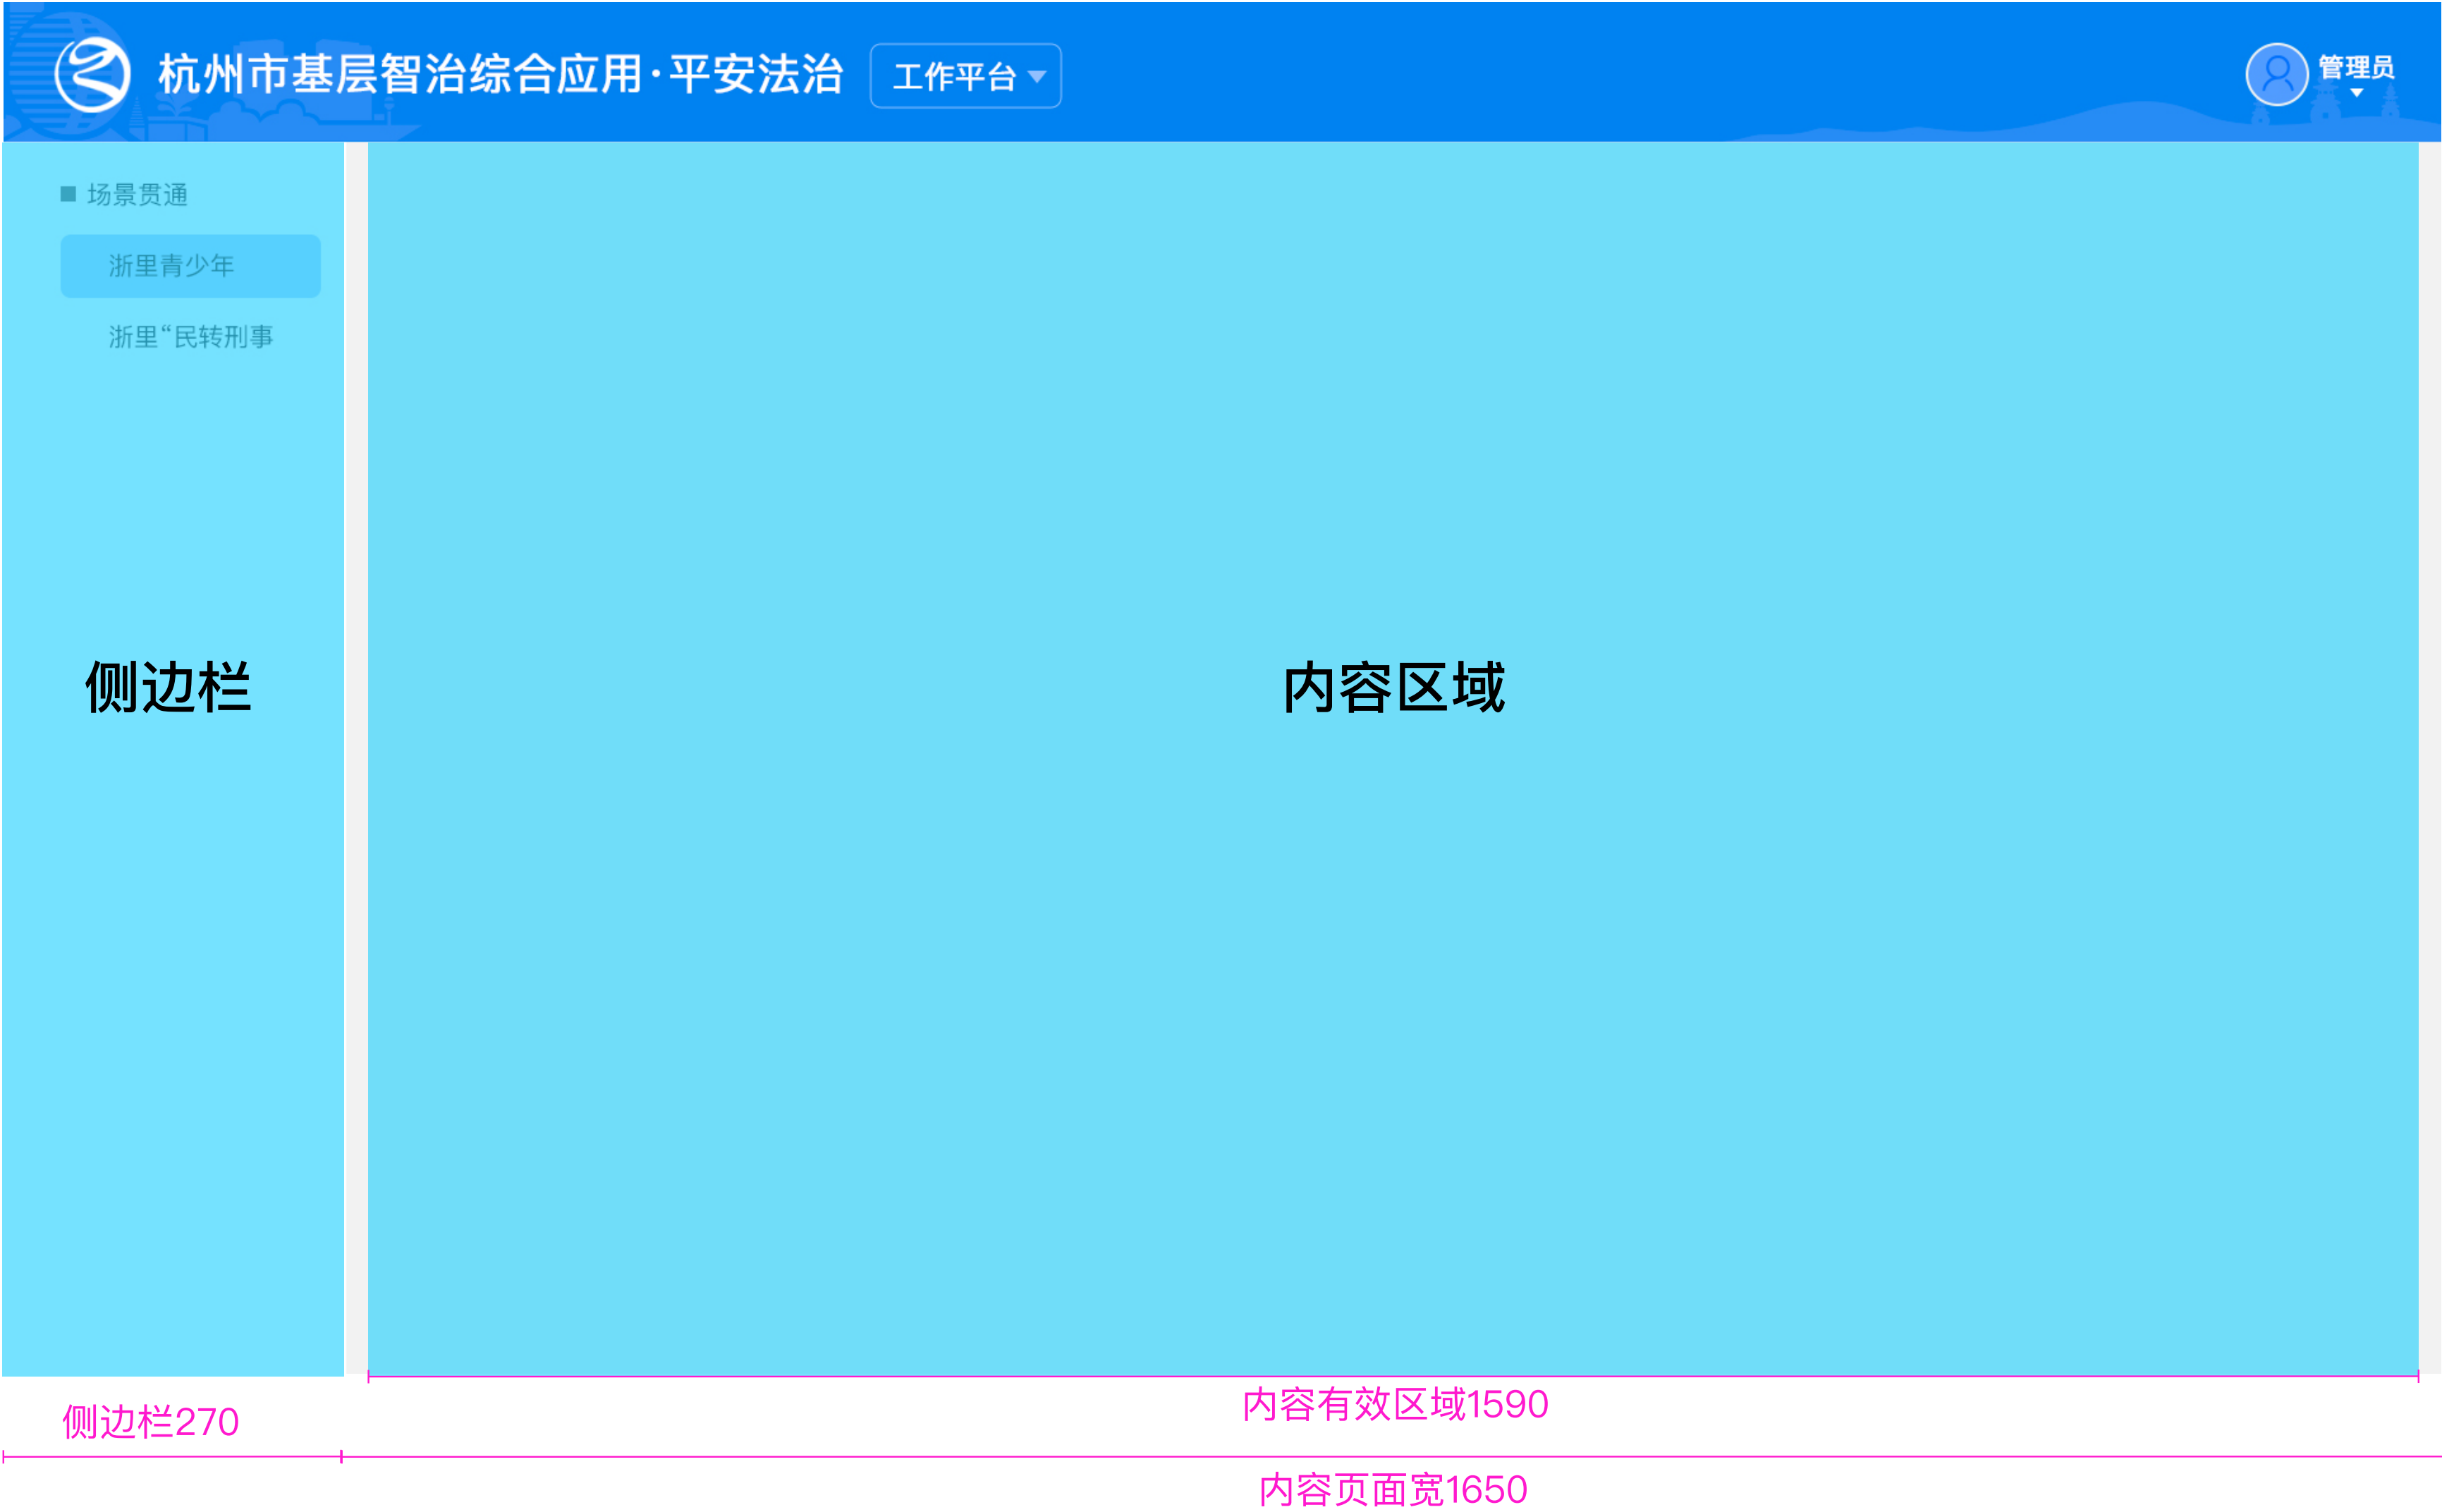 杭州市基层智治综合应用·平安法治
工作平台
管理员
场景贯通
浙里青少年
浙里“民转刑事
侧边栏
内容区域
内容有效区域1590
侧边栏270
内容页面宽1650